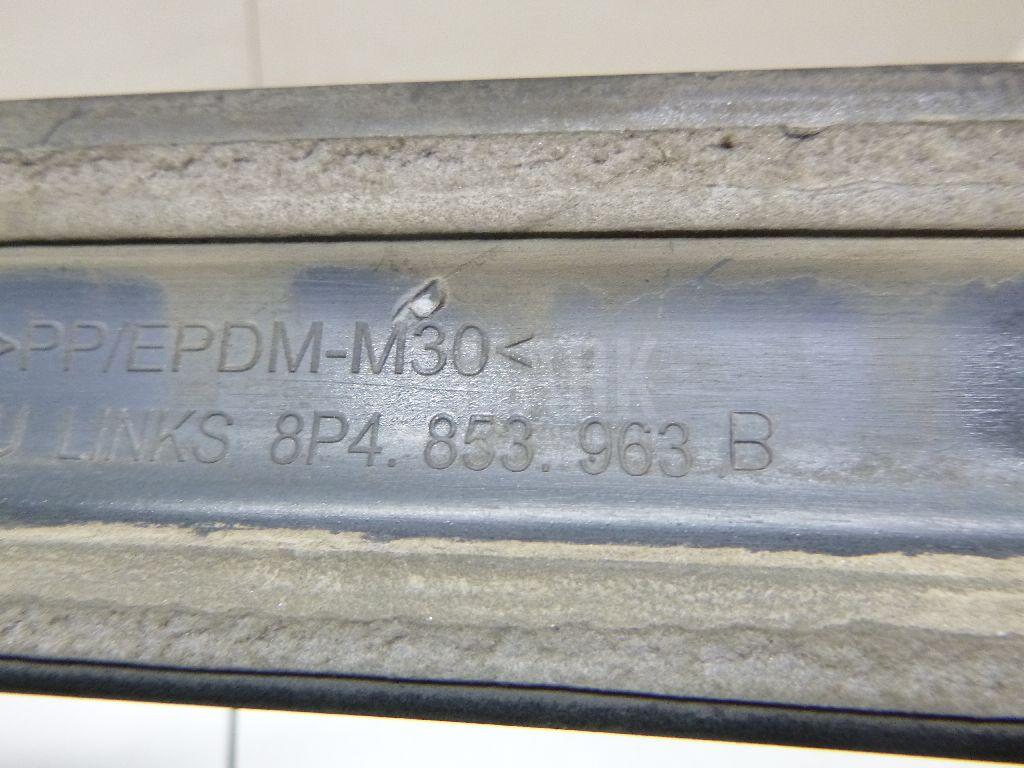 >PP/EPDM-M30<
LINKS 8P4. 853. 963 B